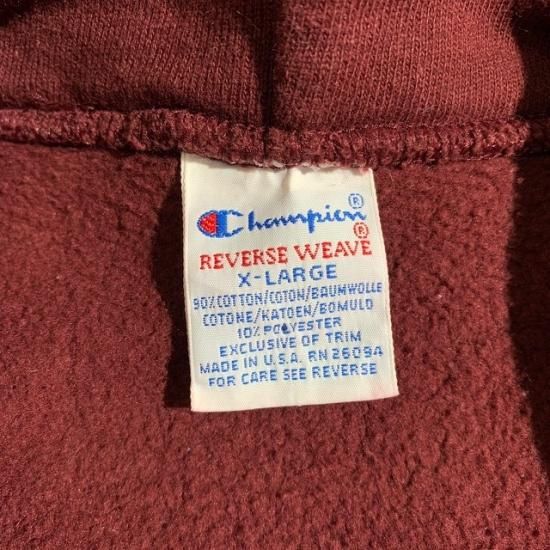 Champion®
REVERSE WEAVE®
X-LARGE
90% COTTON/COTON/BAUMWOLLE
COTONE/KATOEN/BOMULD
10% POLYESTER
EXCLUSIVE OF TRIM
MADE IN U.S.A. RN 26094
FOR CARE SEE REVERSE